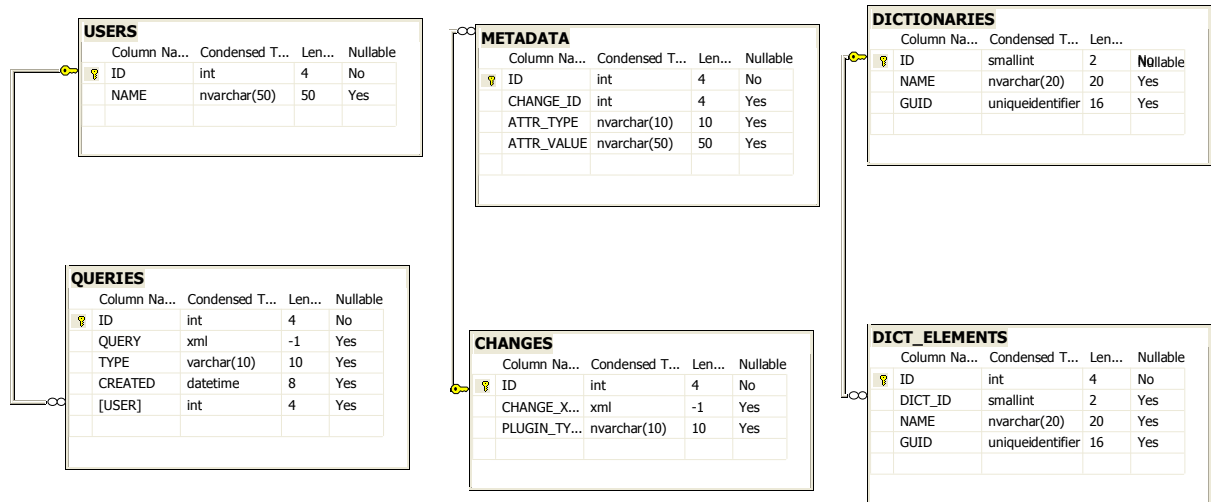 USERS
Column Na... Condensed T... Len... Nullable
ID int 4 No
NAME nvarchar(50) 50 Yes
METADATA
Column Na... Condensed T... Len... Nullable
ID int 4 No
CHANGE_ID int 4 Yes
ATTR_TYPE nvarchar(10) 10 Yes
ATTR_VALUE nvarchar(50) 50 Yes
DICTIONARIES
Column Na... Condensed T... Len... Nullable
ID smallint 2 No
NAME nvarchar(20) 20 Yes
GUID uniqueidentifier 16 Yes
QUERIES
Column Na... Condensed T... Len... Nullable
ID int 4 No
QUERY xml -1 Yes
TYPE varchar(10) 10 Yes
CREATED datetime 8 Yes
[USER] int 4 Yes
CHANGES
Column Na... Condensed T... Len... Nullable
ID int 4 No
CHANGE_X... xml -1 Yes
PLUGIN_TY... nvarchar(10) 10 Yes
DICT_ELEMENTS
Column Na... Condensed T... Len... Nullable
ID int 4 No
DICT_ID smallint 2 Yes
NAME nvarchar(20) 20 Yes
GUID uniqueidentifier 16 Yes